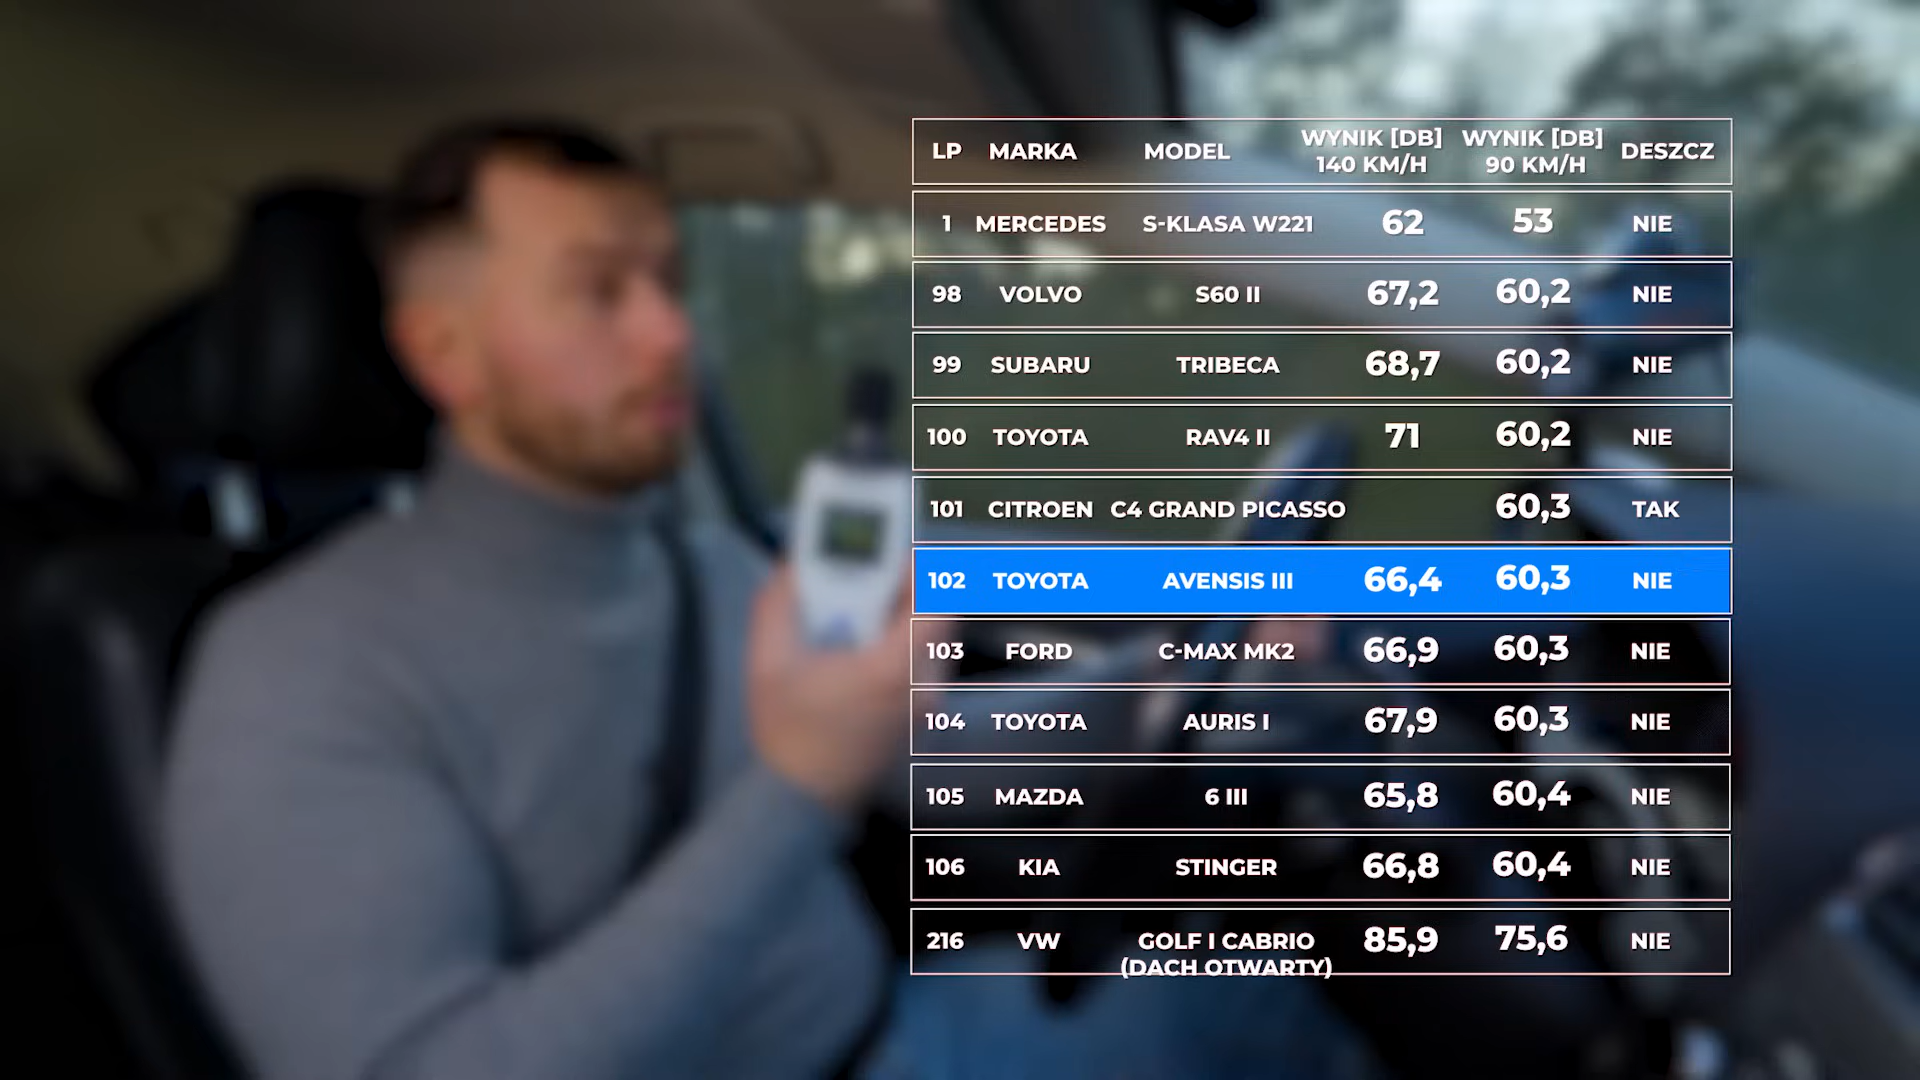 LP MARKA MODEL WYNIK [DB] 140 KM/H WYNIK [DB] 90 KM/H DESZCZ
1 MERCEDES S-KLASA W221 62 53 NIE
98 VOLVO S60 II 67,2 60,2 NIE
99 SUBARU TRIBECA 68,7 60,2 NIE
100 TOYOTA RAV4 II 71 60,2 NIE
101 CITROEN C4 GRAND PICASSO 60,3 TAK
102 TOYOTA AVENSIS III 66,4 60,3 NIE
103 FORD C-MAX MK2 66,9 60,3 NIE
104 TOYOTA AURIS I 67,9 60,3 NIE
105 MAZDA 6 III 65,8 60,4 NIE
106 KIA STINGER 66,8 60,4 NIE
216 VW GOLF I CABRIO (DACH OTWARTY) 85,9 75,6 NIE